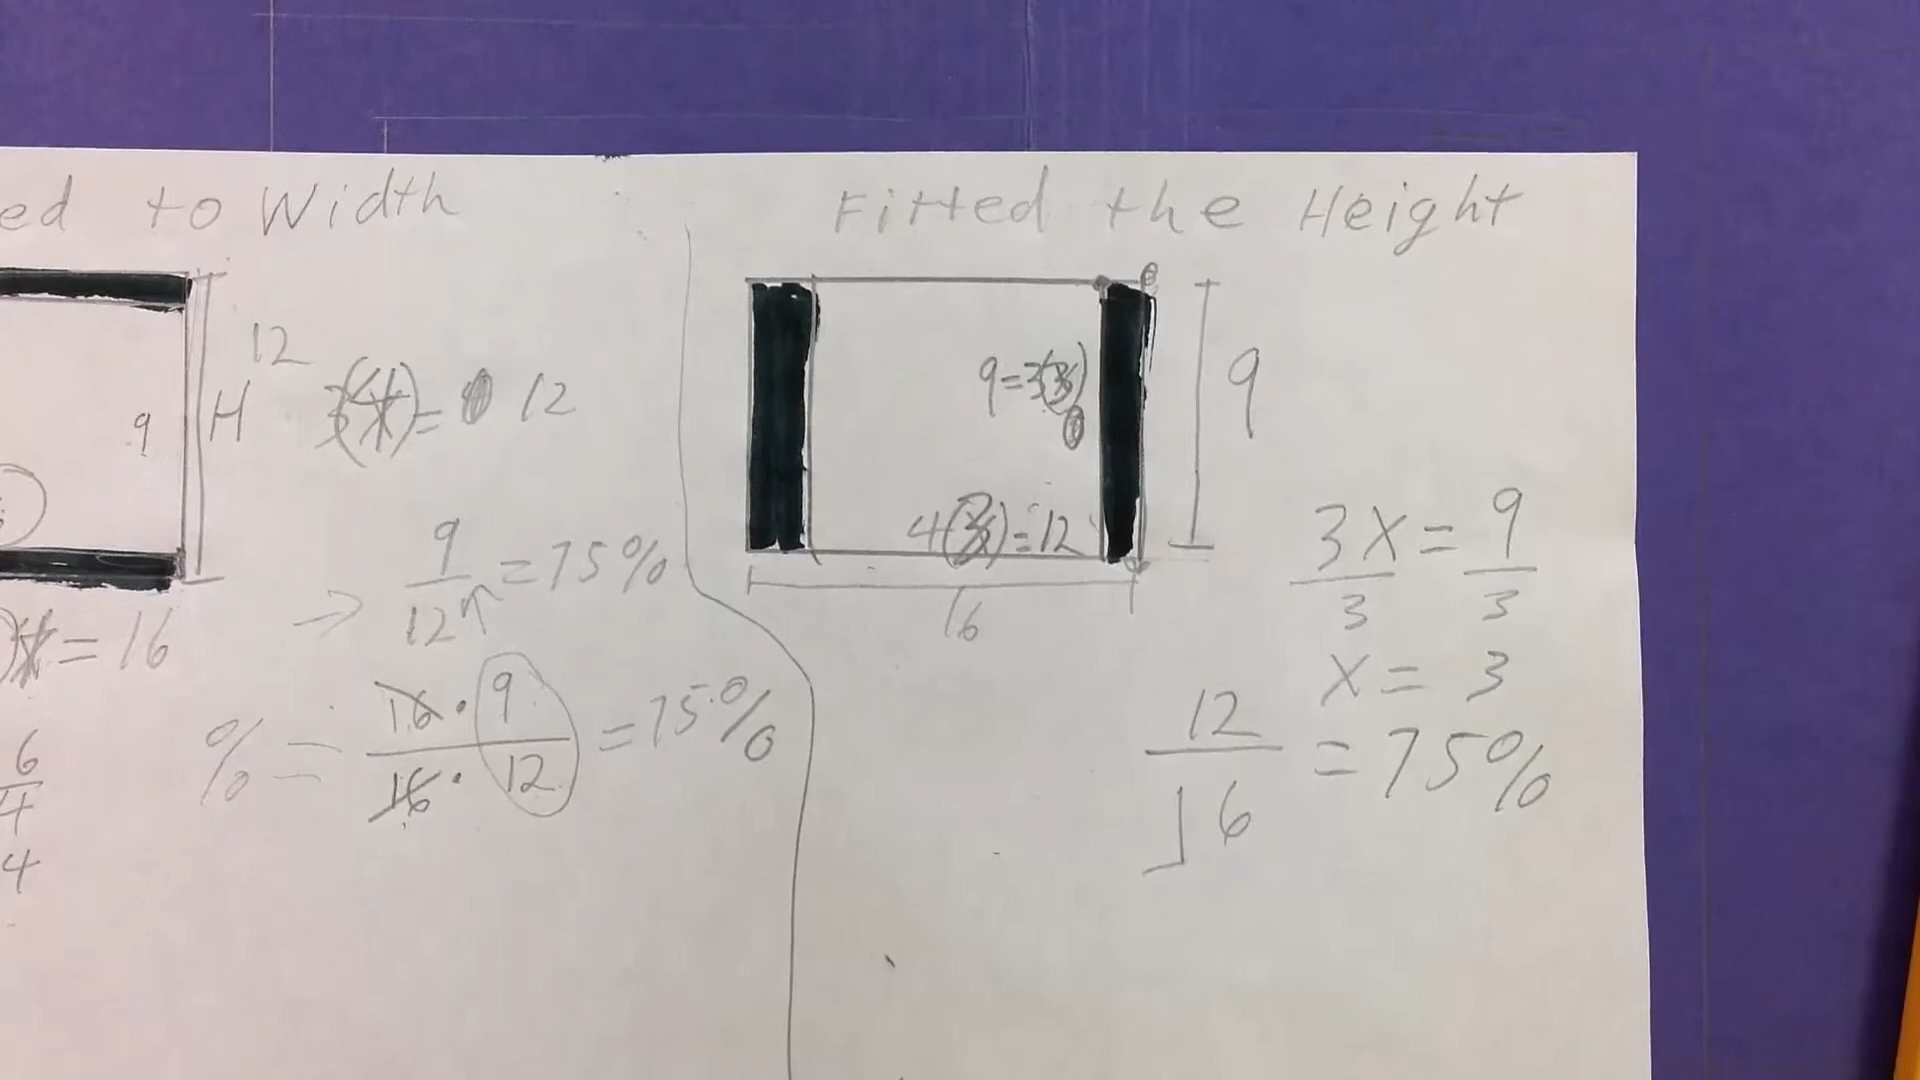 ed to Width
12
H
9
= 12
9/12 = 75%
= 16
% = 16 · 9 / 16 · 12 = 75%
6
4
4
Fitted the Height
9 = 3(3)
9
4(3) = 12
16
3x = 9
3 3
x = 3
12/16 = 75%